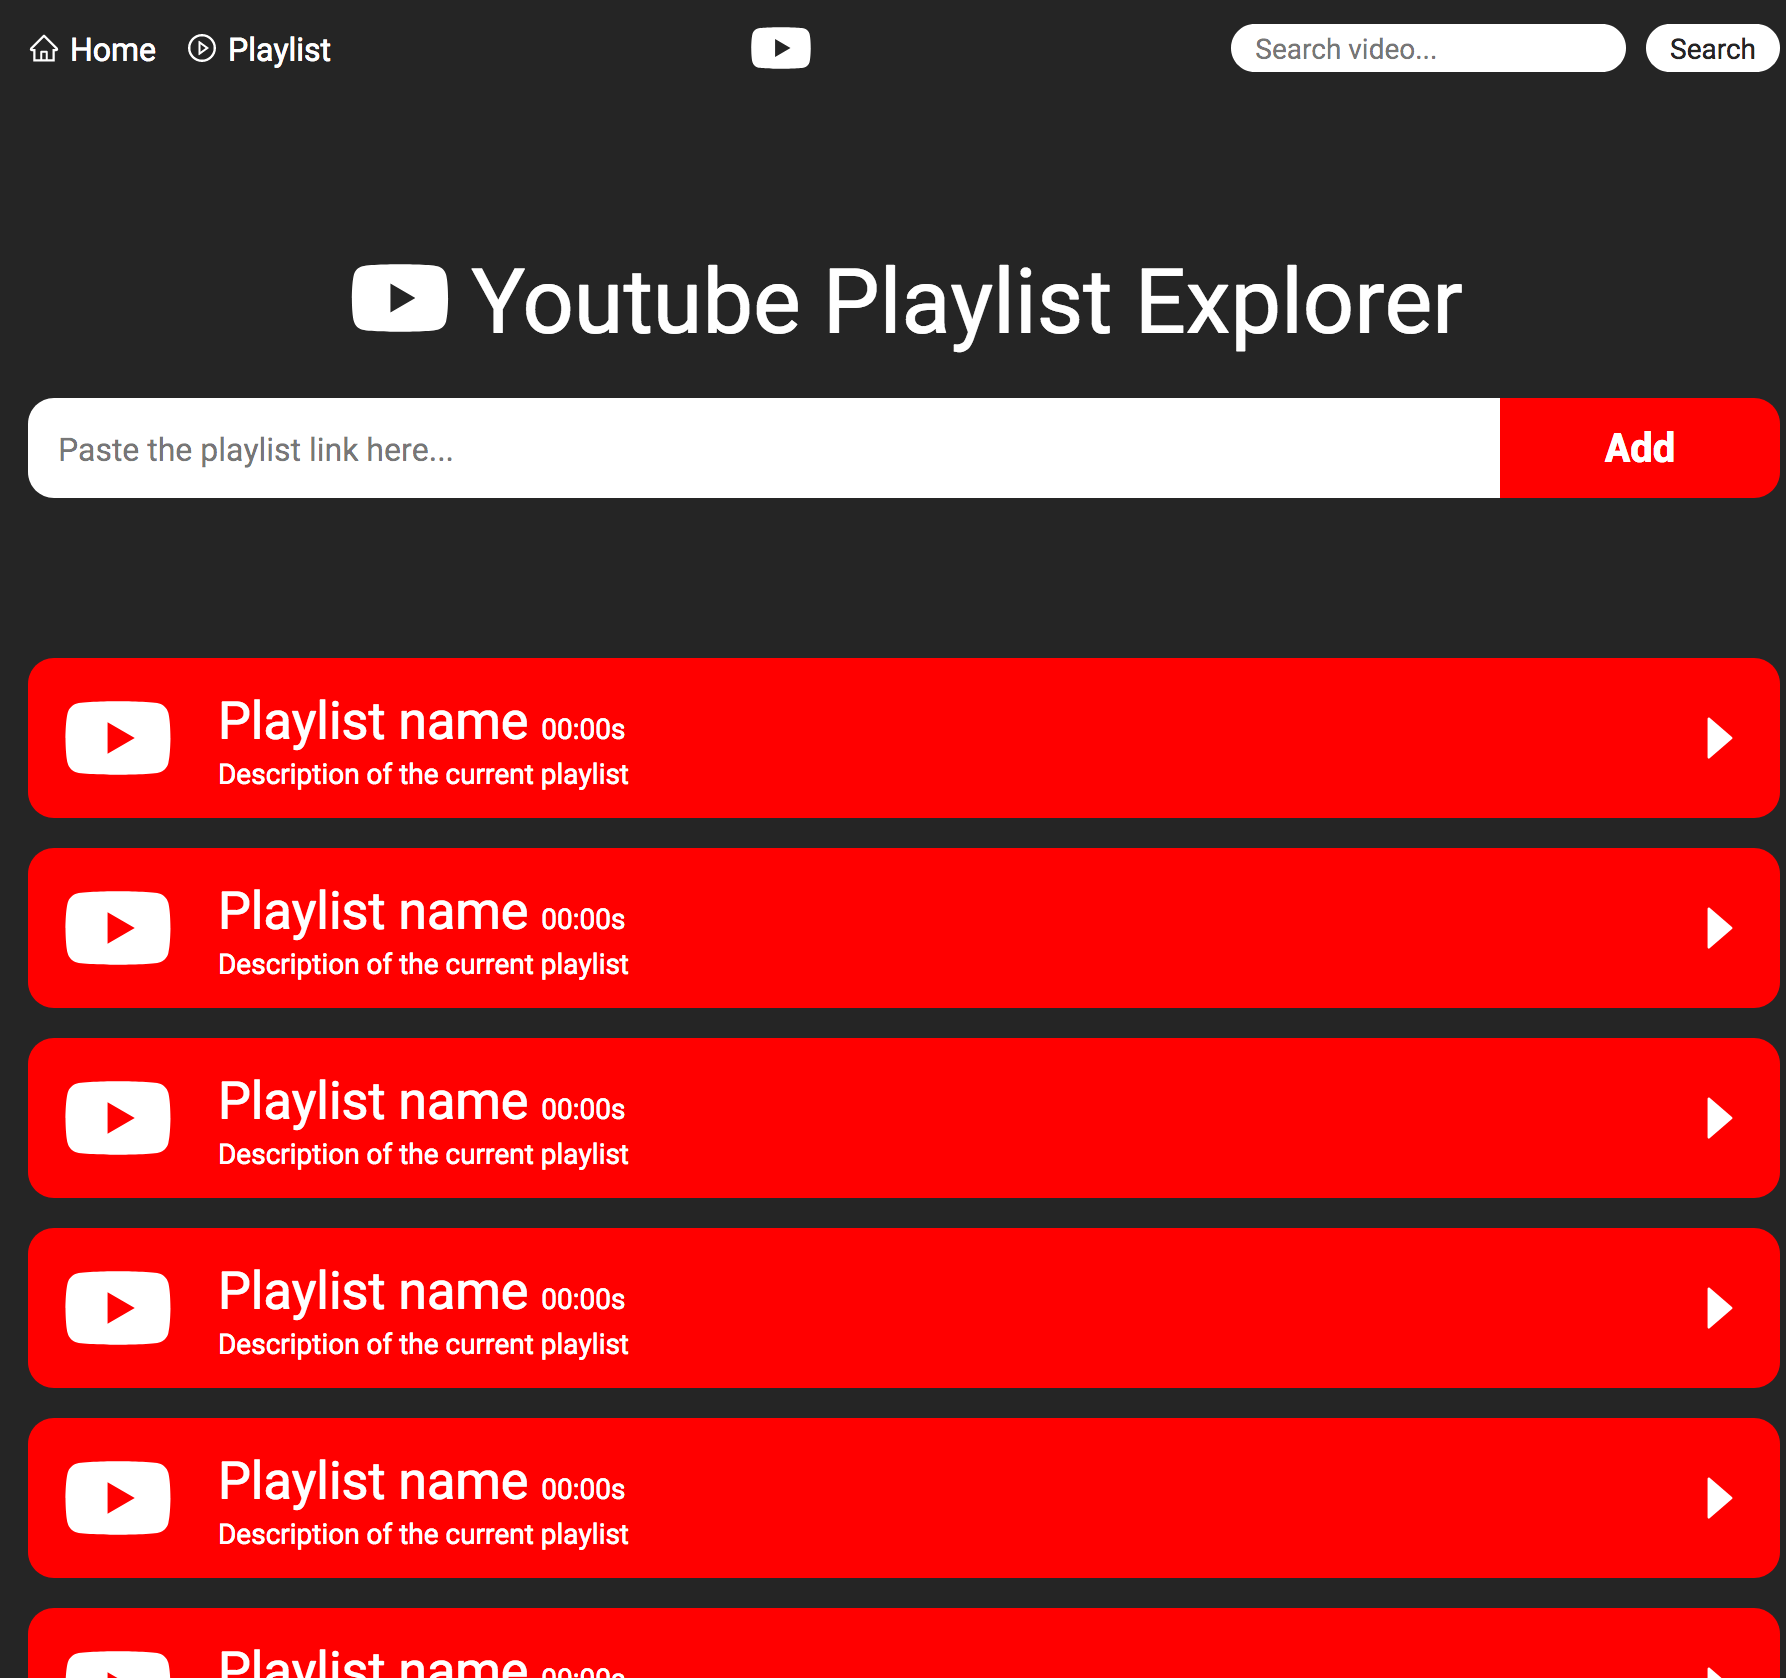 Home Playlist Search video... Search
Youtube Playlist Explorer
Paste the playlist link here... Add
Playlist name 00:00s
Description of the current playlist
Playlist name 00:00s
Description of the current playlist
Playlist name 00:00s
Description of the current playlist
Playlist name 00:00s
Description of the current playlist
Playlist name 00:00s
Description of the current playlist
Playlist name 00:00s